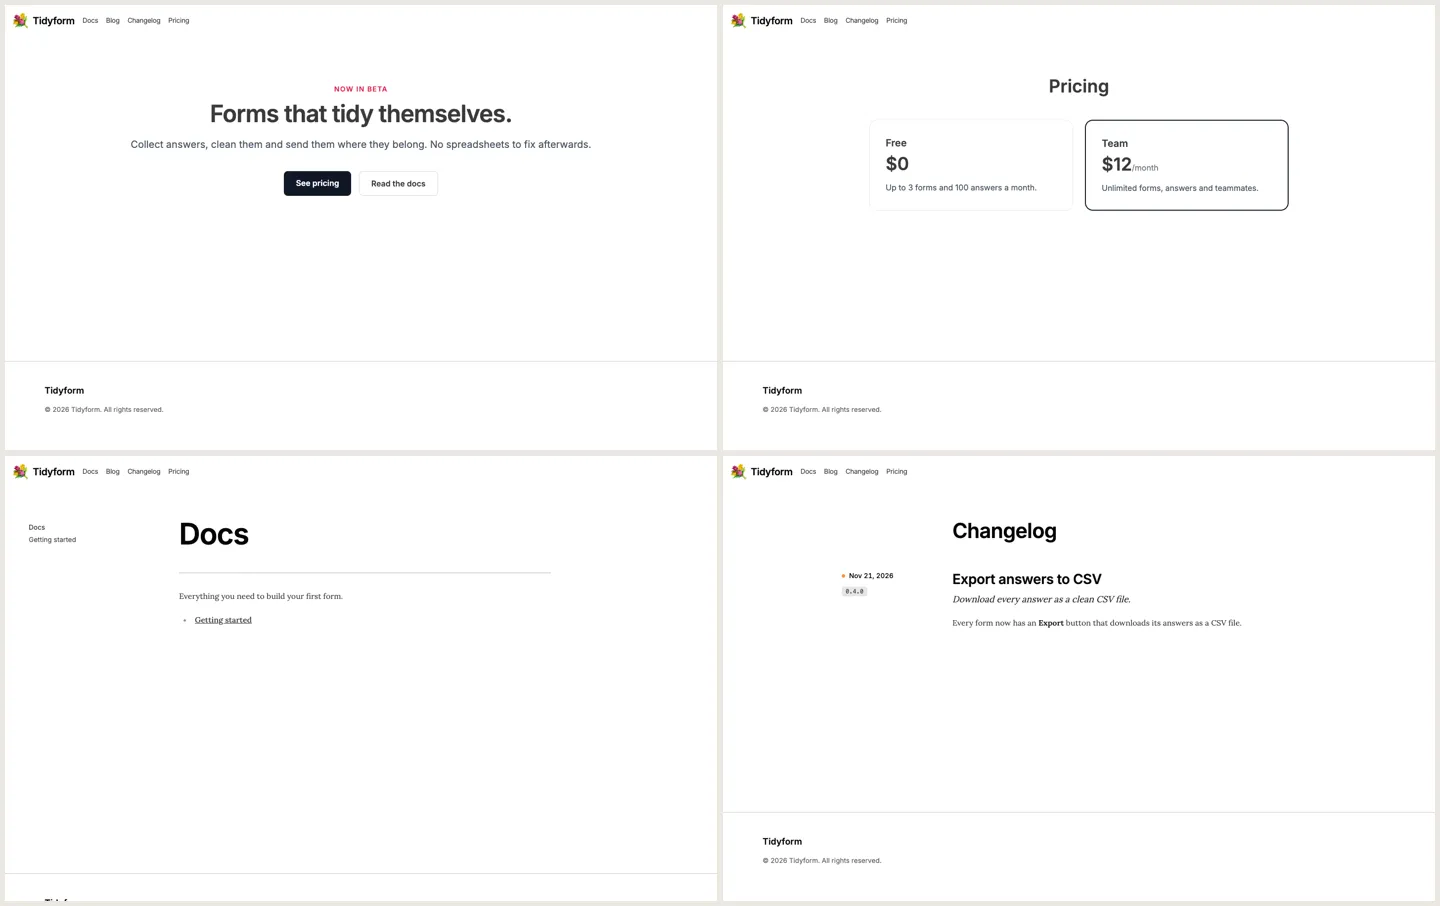 Tidyform Docs Blog Changelog Pricing
NOW IN BETA
Forms that tidy themselves.
Collect answers, clean them and send them where they belong. No spreadsheets to fix afterwards.
See pricing Read the docs
Tidyform
© 2026 Tidyform. All rights reserved.
Tidyform Docs Blog Changelog Pricing
Pricing
Free
$0
Up to 3 forms and 100 answers a month.
Team
$12/month
Unlimited forms, answers and teammates.
Tidyform
© 2026 Tidyform. All rights reserved.
Tidyform Docs Blog Changelog Pricing
Docs
Getting started
Docs
Everything you need to build your first form.
Getting started
Tidyform Docs Blog Changelog Pricing
Changelog
Nov 21, 2026
0.4.0
Export answers to CSV
Download every answer as a clean CSV file.
Every form now has an Export button that downloads its answers as a CSV file.
Tidyform
© 2026 Tidyform. All rights reserved.